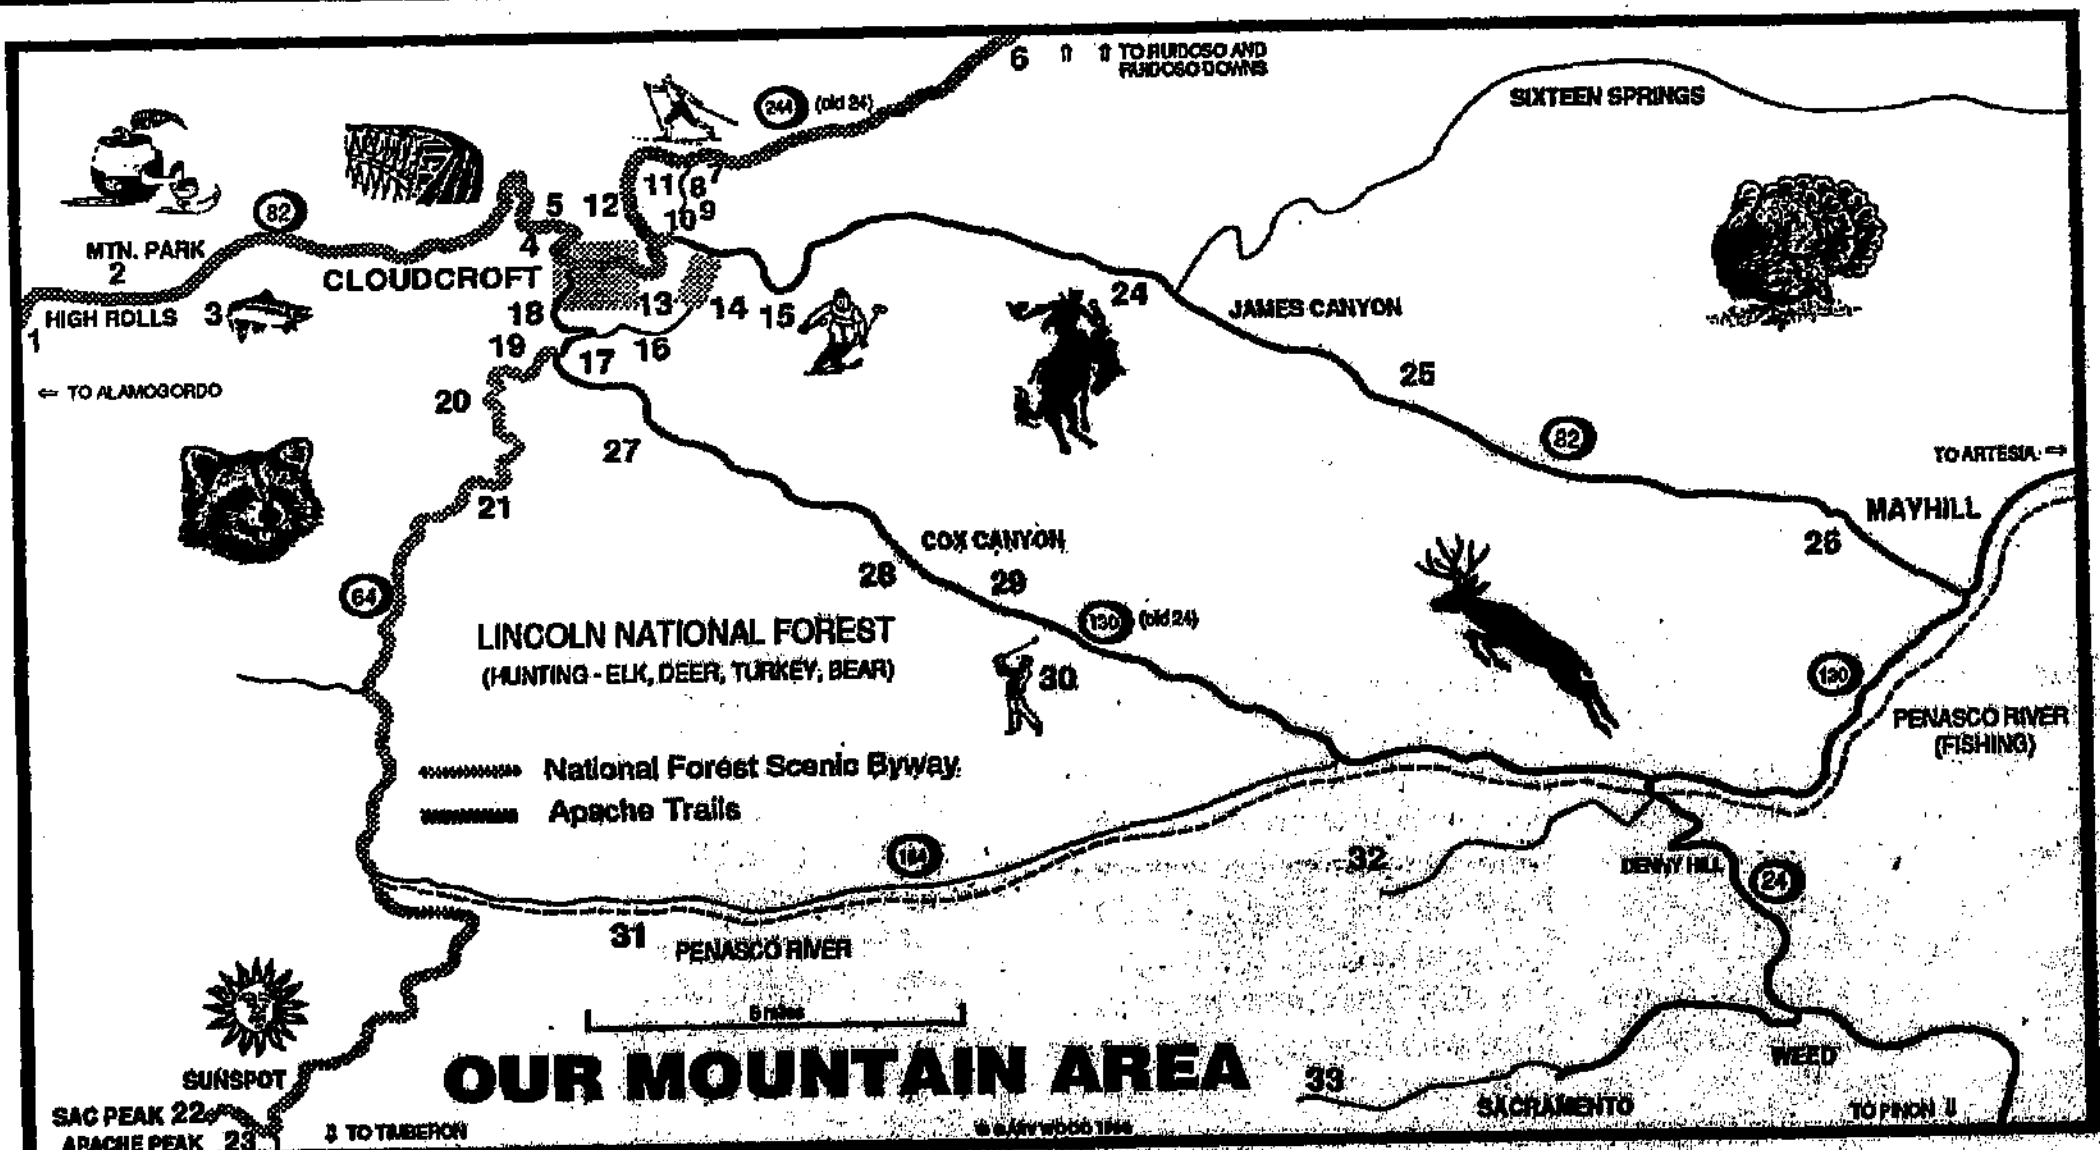 6
⇧ ⇧ TO RUIDOSO AND
RUIDOSO DOWNS
244 (old 24)
SIXTEEN SPRINGS
82
11 8 7
5 12
10 9
4
MTN. PARK
2
CLOUDCROFT
HIGH ROLLS 3
1
18 13 14 15
24
JAMES CANYON
19 17 16
⇐ TO ALAMOGORDO
20
25
27
82
TO ARTESIA ⇒
21
MAYHILL
26
COX CANYON
28 29
64
130 (old 24)
LINCOLN NATIONAL FOREST
(HUNTING - ELK, DEER, TURKEY, BEAR)
30
130
PENASCO RIVER
(FISHING)
National Forest Scenic Byway
Apache Trails
164
32
DENNY HILL
24
31
PENASCO RIVER
5 miles
OUR MOUNTAIN AREA
SUNSPOT
WEED
33
SACRAMENTO
SAC PEAK 22
APACHE PEAK 23
⇓ TO TIMBERON
TO PINON ⇓